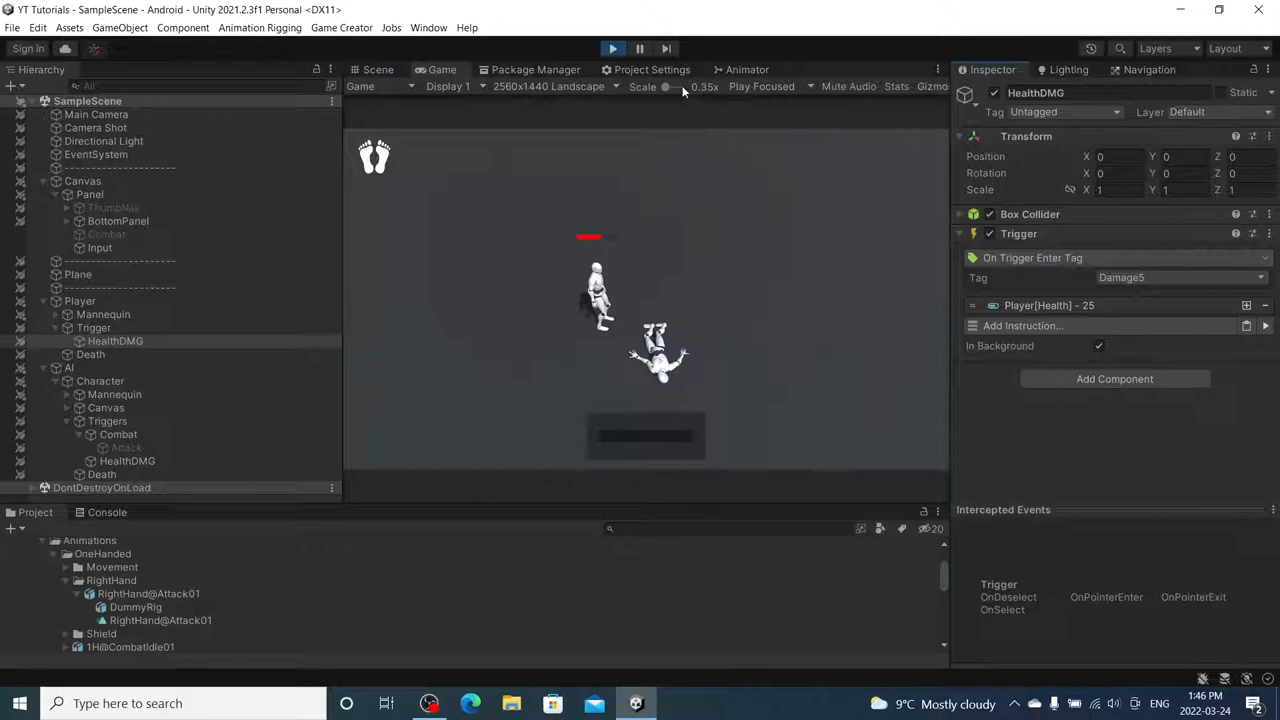 YT Tutorials - SampleScene - Android - Unity 2021.2.3f1 Personal <DX11>
File Edit Assets GameObject Component Animation Rigging Game Creator Jobs Window Help
Sign In Layers Layout
Hierarchy Scene Game Package Manager Project Settings Animator Inspector Lighting Navigation
All Game Display 1 2560x1440 Landscape Scale 0.35x Play Focused Mute Audio Stats Gizmo
HealthDMG Static
Tag Untagged Layer Default
SampleScene
Main Camera
Camera Shot
Directional Light
EventSystem
--------------------
Canvas
Panel
ThumbNail
BottomPanel
Combat
Input
--------------------
Plane
--------------------
Player
Mannequin
Trigger
HealthDMG
Death
AI
Character
Mannequin
Canvas
Triggers
Combat
Attack
HealthDMG
Death
DontDestroyOnLoad
Transform
Position X 0 Y 0 Z 0
Rotation X 0 Y 0 Z 0
Scale X 1 Y 1 Z 1
Box Collider
Trigger
On Trigger Enter Tag
Tag Damage5
Player[Health] - 25
Add Instruction...
In Background
Add Component
Intercepted Events
Trigger
OnDeselect OnPointerEnter OnPointerExit
OnSelect
Project Console
20
Animations
OneHanded
Movement
RightHand
RightHand@Attack01
DummyRig
RightHand@Attack01
Shield
1H@CombatIdle01
Type here to search
9°C Mostly cloudy ENG 1:46 PM 2022-03-24 2